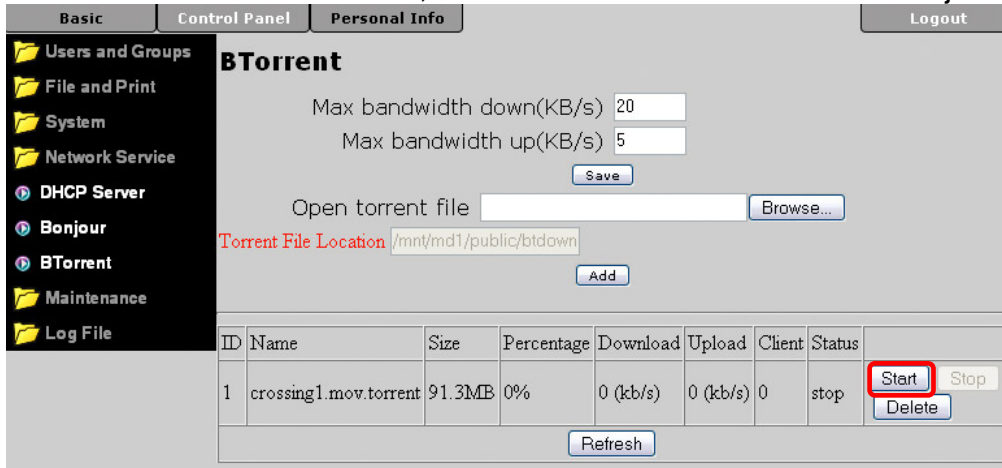 Basic Control Panel Personal Info Logout
Users and Groups
File and Print
System
Network Service
DHCP Server
Bonjour
BTorrent
Maintenance
Log File
BTorrent
Max bandwidth down(KB/s) 20
Max bandwidth up(KB/s) 5
Save
Open torrent file Browse...
Torrent File Location /mnt/md1/public/btdown
Add
ID Name Size Percentage Download Upload Client Status
1 crossing1.mov.torrent 91.3MB 0% 0 (kb/s) 0 (kb/s) 0 stop Start Stop
Delete
Refresh